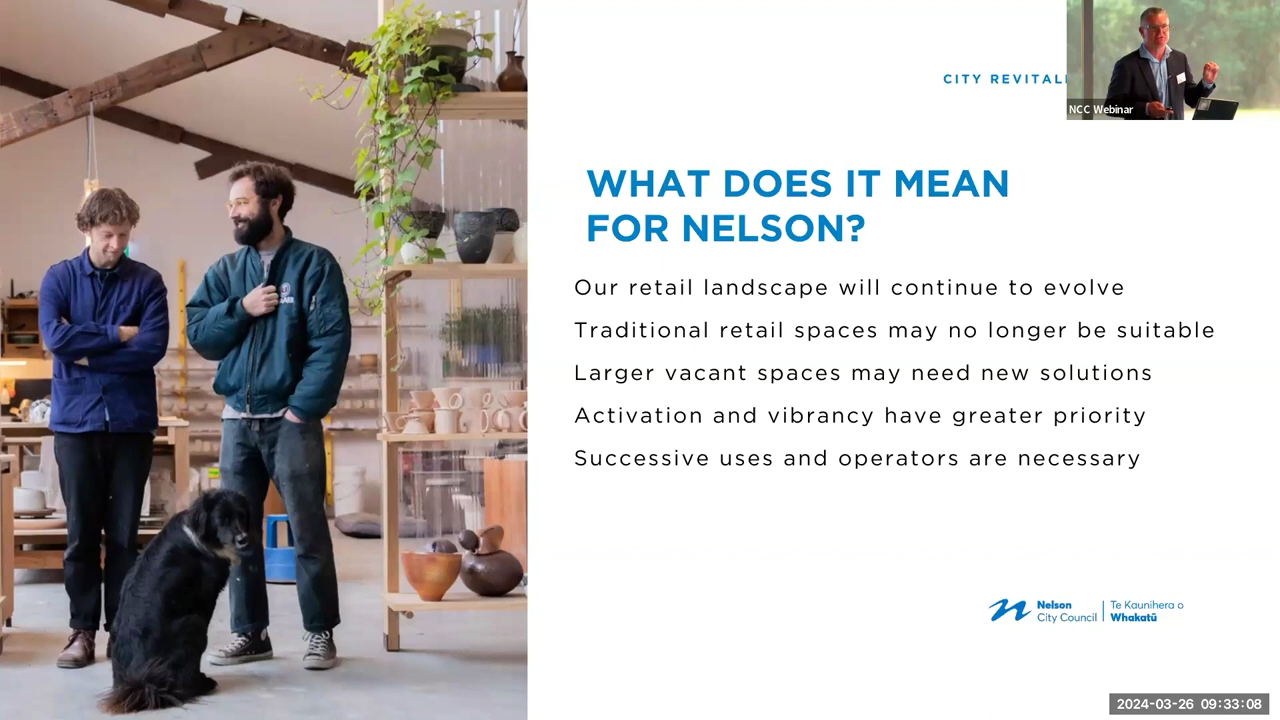 CITY REVITAL
NCC Webinar
WHAT DOES IT MEAN
FOR NELSON?
Our retail landscape will continue to evolve
Traditional retail spaces may no longer be suitable
Larger vacant spaces may need new solutions
Activation and vibrancy have greater priority
Successive uses and operators are necessary
Nelson
City Council
Te Kaunihera o
Whakatū
2024-03-26 09:33:08